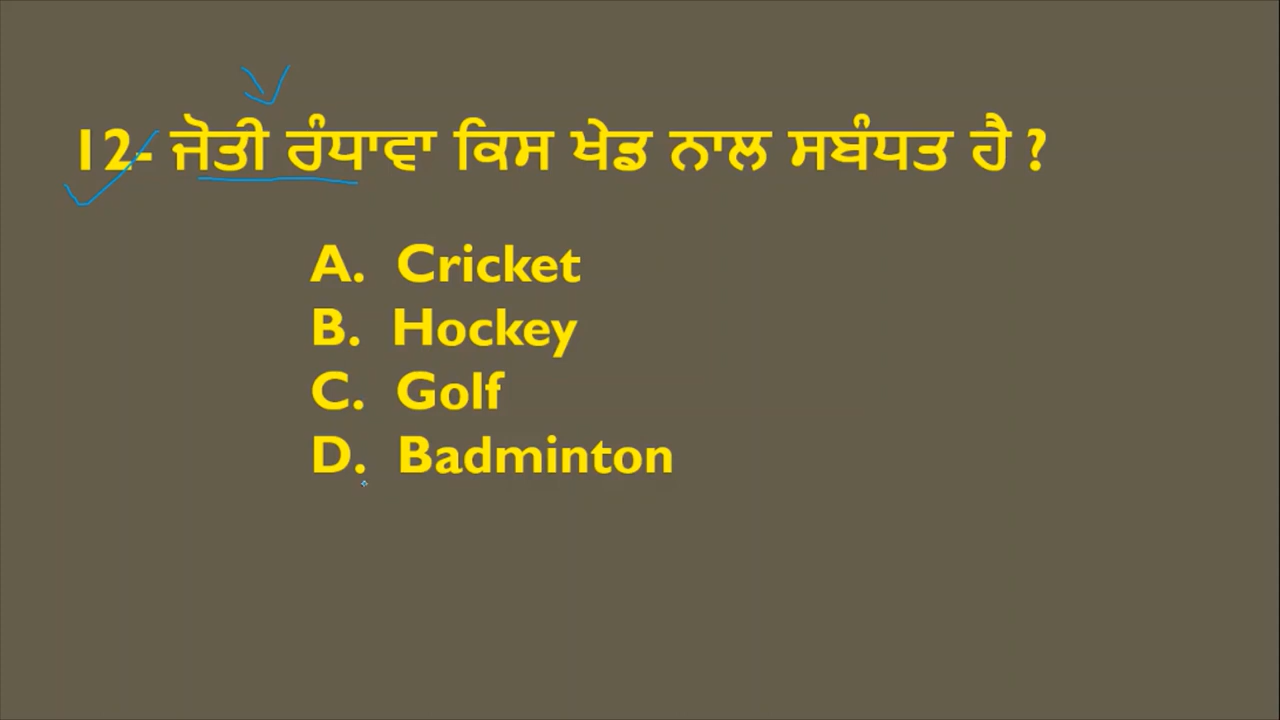 12- ਜੋਤੀ ਰੰਧਾਵਾ ਕਿਸ ਖੇਡ ਨਾਲ ਸਬੰਧਤ ਹੈ ?
A. Cricket
B. Hockey
C. Golf
D. Badminton